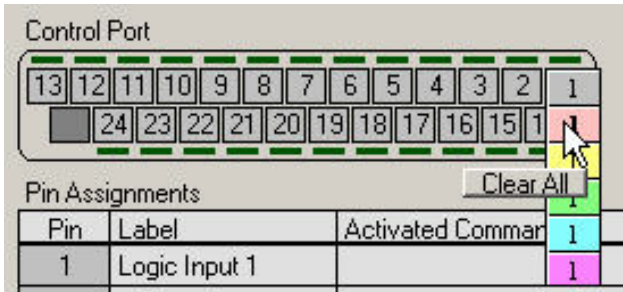 Control Port
13 12 11 10 9 8 7 6 5 4 3 2 1
24 23 22 21 20 19 18 17 16 15 1 1
1
Clear All
1
Pin Assignments
Pin Label Activated Comman 1
1 Logic Input 1 1